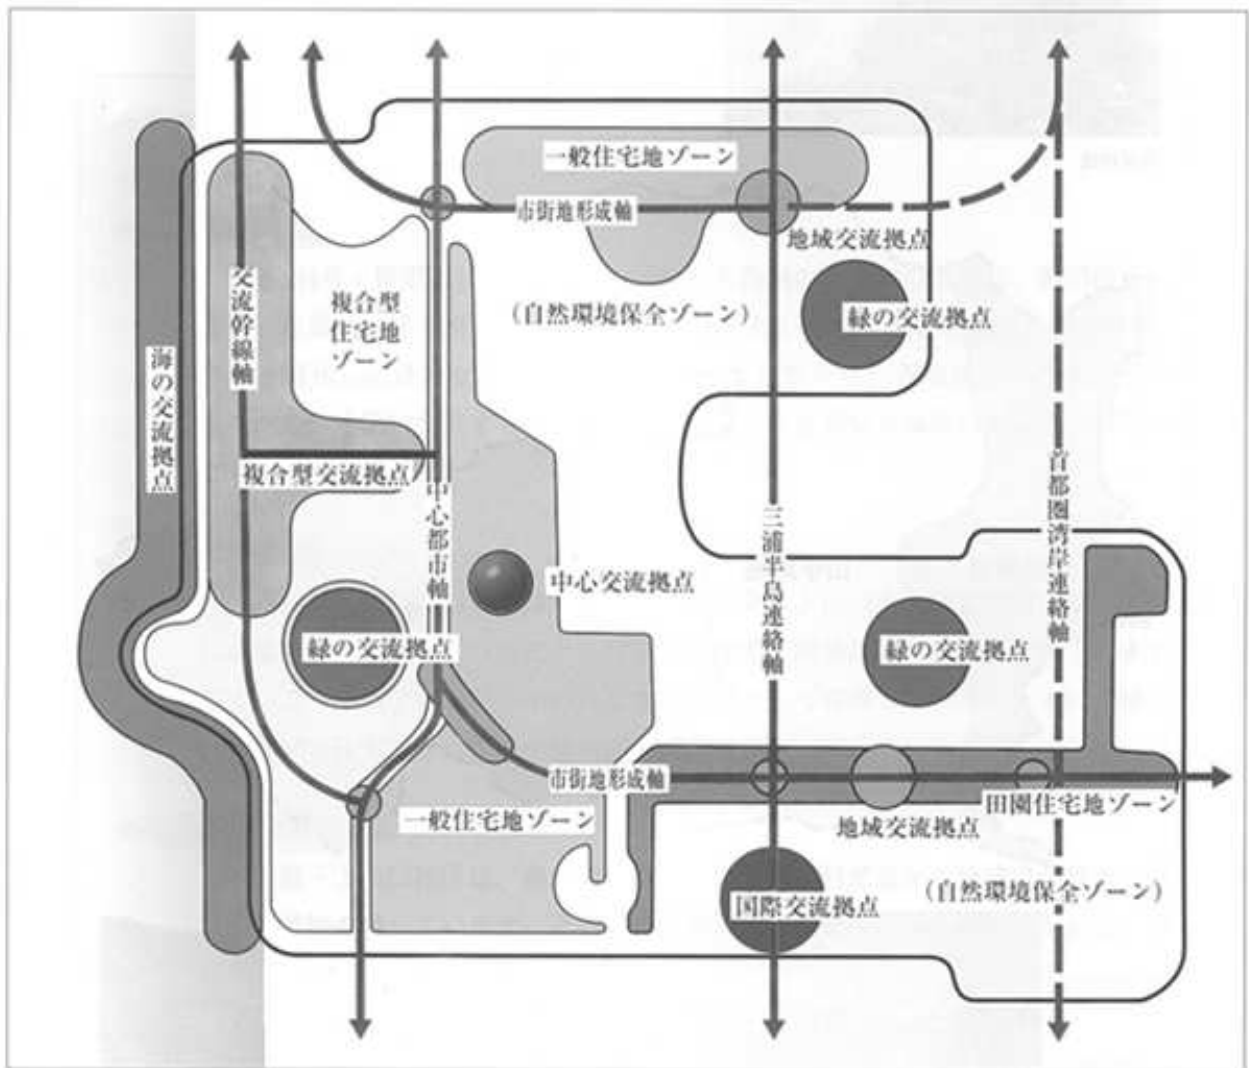 一般住宅地ゾーン
市街地形成軸
地域交流拠点
交流幹線軸
複合型
住宅地
ゾーン
(自然環境保全ゾーン)
緑の交流拠点
海の交流拠点
複合型交流拠点
中心都市軸
三浦半島連絡軸
首都圏湾岸連絡軸
中心交流拠点
緑の交流拠点
緑の交流拠点
市街地形成軸
田園住宅地ゾーン
一般住宅地ゾーン
地域交流拠点
国際交流拠点
(自然環境保全ゾーン)